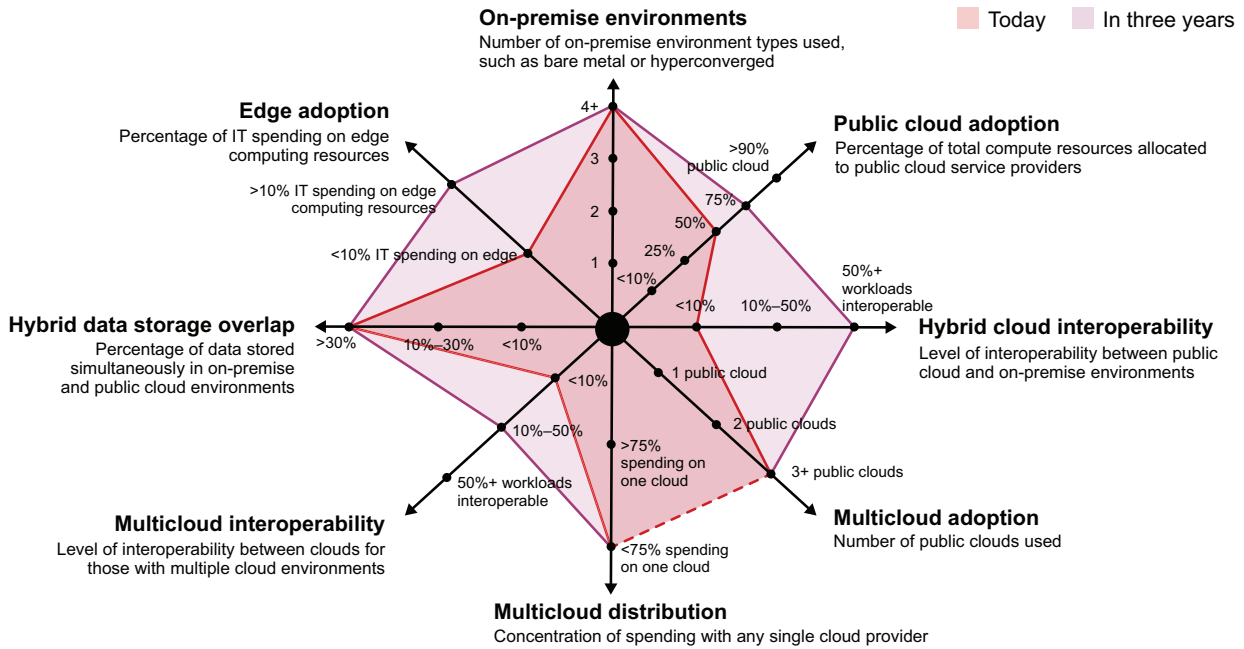 On-premise environments
Number of on-premise environment types used,
such as bare metal or hyperconverged
Today
In three years
Edge adoption
Percentage of IT spending on edge
computing resources
>10% IT spending on edge
computing resources
<10% IT spending on edge
4+
3
2
1
Public cloud adoption
Percentage of total compute resources allocated
to public cloud service providers
>90%
public cloud
75%
50%
25%
<10%
Hybrid data storage overlap
Percentage of data stored
simultaneously in on-premise
and public cloud environments
>30%
10%–30%
<10%
<10%
10%–50%
50%+
workloads
interoperable
Hybrid cloud interoperability
Level of interoperability between public
cloud and on-premise environments
<10%
10%–50%
50%+ workloads
interoperable
Multicloud interoperability
Level of interoperability between clouds for
those with multiple cloud environments
>75%
spending on
one cloud
<75% spending
on one cloud
Multicloud distribution
Concentration of spending with any single cloud provider
1 public cloud
2 public clouds
3+ public clouds
Multicloud adoption
Number of public clouds used